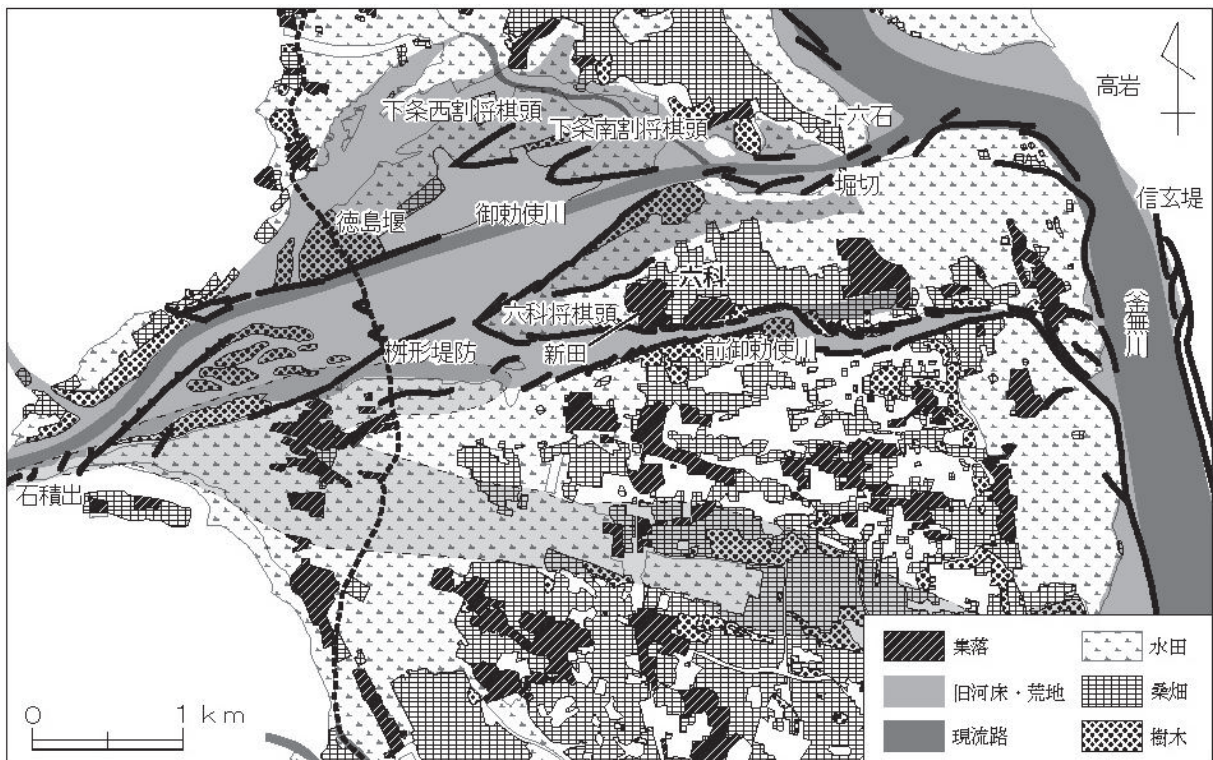 高岩
十六石
下条西割将棋頭
下条南割将棋頭
堀切
信玄堤
徳島堰
御勅使川
六科
六科将棋頭
釜無川
桝形堤防
新田
前御勅使川
石積出
集落
水田
旧河床・荒地
桑畑
現流路
樹木
0 1km